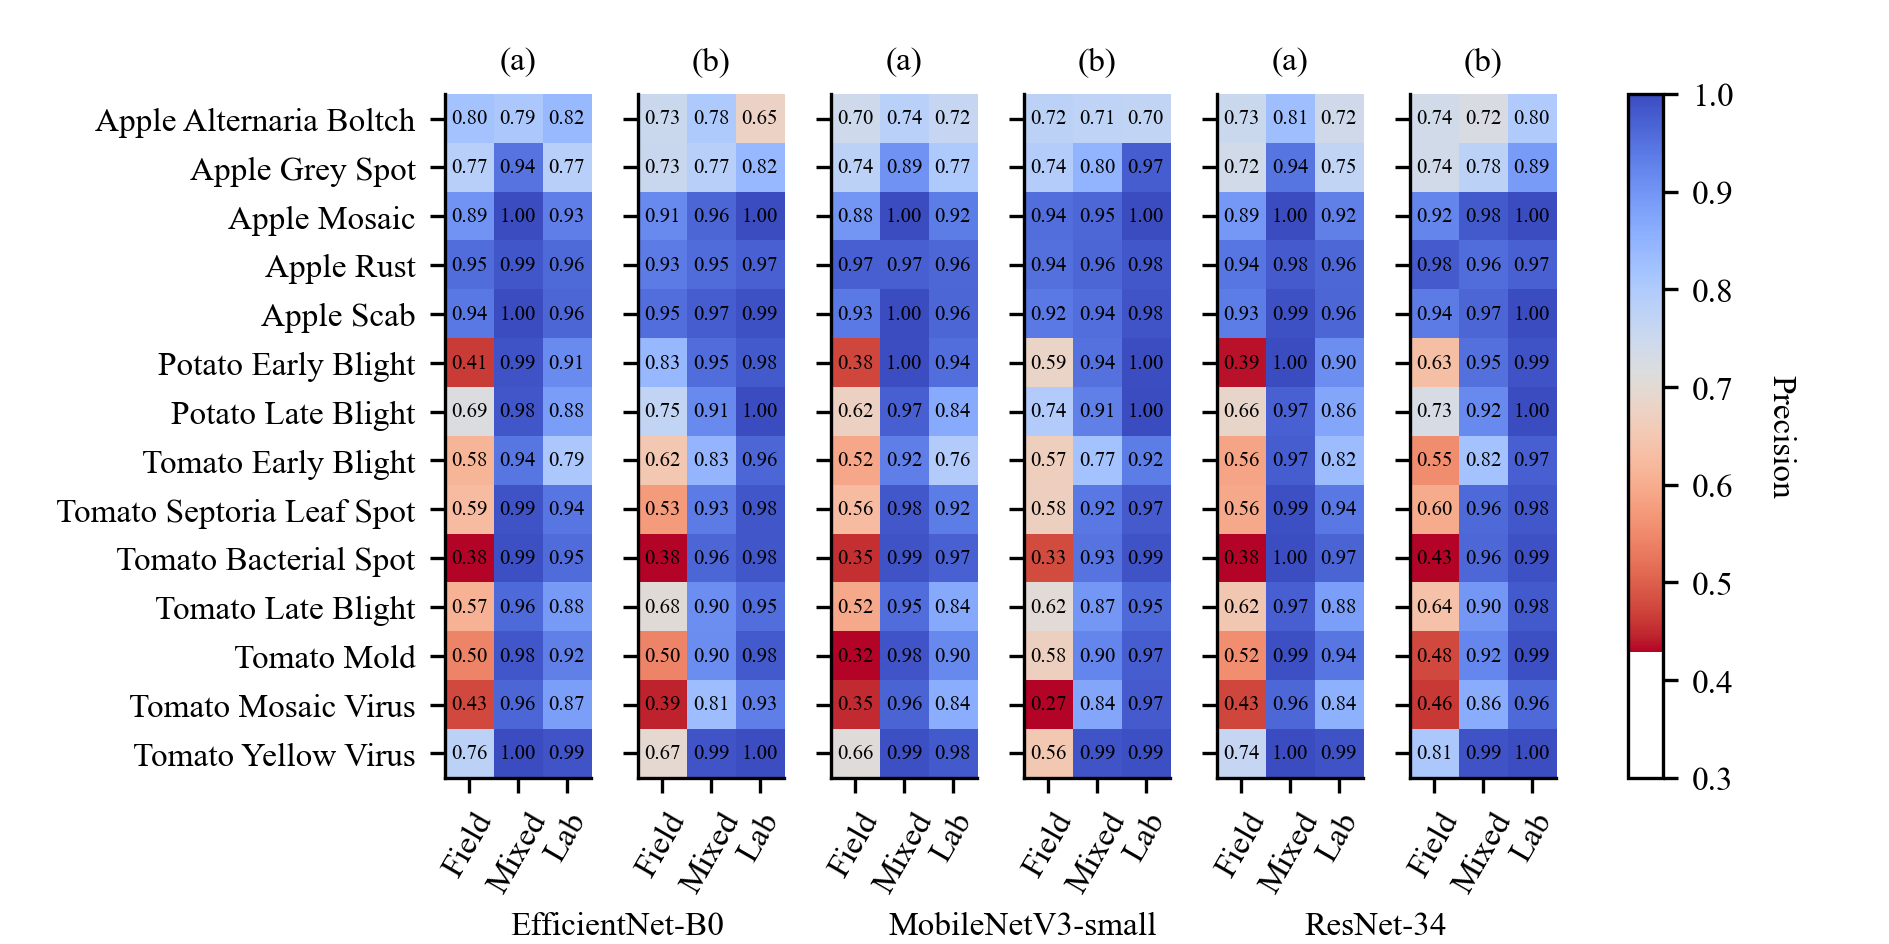 (a) (b) (a) (b) (a) (b)
Apple Alternaria Boltch 0.80 0.79 0.82 0.73 0.78 0.65 0.70 0.74 0.72 0.72 0.71 0.70 0.73 0.81 0.72 0.74 0.72 0.80
Apple Grey Spot 0.77 0.94 0.77 0.73 0.77 0.82 0.74 0.89 0.77 0.74 0.80 0.97 0.72 0.94 0.75 0.74 0.78 0.89
Apple Mosaic 0.89 1.00 0.93 0.91 0.96 1.00 0.88 1.00 0.92 0.94 0.95 1.00 0.89 1.00 0.92 0.92 0.98 1.00
Apple Rust 0.95 0.99 0.96 0.93 0.95 0.97 0.97 0.97 0.96 0.94 0.96 0.98 0.94 0.98 0.96 0.98 0.96 0.97
Apple Scab 0.94 1.00 0.96 0.95 0.97 0.99 0.93 1.00 0.96 0.92 0.94 0.98 0.93 0.99 0.96 0.94 0.97 1.00
Potato Early Blight 0.41 0.99 0.91 0.83 0.95 0.98 0.38 1.00 0.94 0.59 0.94 1.00 0.39 1.00 0.90 0.63 0.95 0.99
Potato Late Blight 0.69 0.98 0.88 0.75 0.91 1.00 0.62 0.97 0.84 0.74 0.91 1.00 0.66 0.97 0.86 0.73 0.92 1.00
Tomato Early Blight 0.58 0.94 0.79 0.62 0.83 0.96 0.52 0.92 0.76 0.57 0.77 0.92 0.56 0.97 0.82 0.55 0.82 0.97
Tomato Septoria Leaf Spot 0.59 0.99 0.94 0.53 0.93 0.98 0.56 0.98 0.92 0.58 0.92 0.97 0.56 0.99 0.94 0.60 0.96 0.98
Tomato Bacterial Spot 0.38 0.99 0.95 0.38 0.96 0.98 0.35 0.99 0.97 0.33 0.93 0.99 0.38 1.00 0.97 0.43 0.96 0.99
Tomato Late Blight 0.57 0.96 0.88 0.68 0.90 0.95 0.52 0.95 0.84 0.62 0.87 0.95 0.62 0.97 0.88 0.64 0.90 0.98
Tomato Mold 0.50 0.98 0.92 0.50 0.90 0.98 0.32 0.98 0.90 0.58 0.90 0.97 0.52 0.99 0.94 0.48 0.92 0.99
Tomato Mosaic Virus 0.43 0.96 0.87 0.39 0.81 0.93 0.35 0.96 0.84 0.27 0.84 0.97 0.43 0.96 0.84 0.46 0.86 0.96
Tomato Yellow Virus 0.76 1.00 0.99 0.67 0.99 1.00 0.66 0.99 0.98 0.56 0.99 0.99 0.74 1.00 0.99 0.81 0.99 1.00
Field Mixed Lab Field Mixed Lab Field Mixed Lab Field Mixed Lab Field Mixed Lab Field Mixed Lab
EfficientNet-B0 MobileNetV3-small ResNet-34
1.0
0.9
0.8
0.7
0.6
0.5
0.4
0.3
Precision